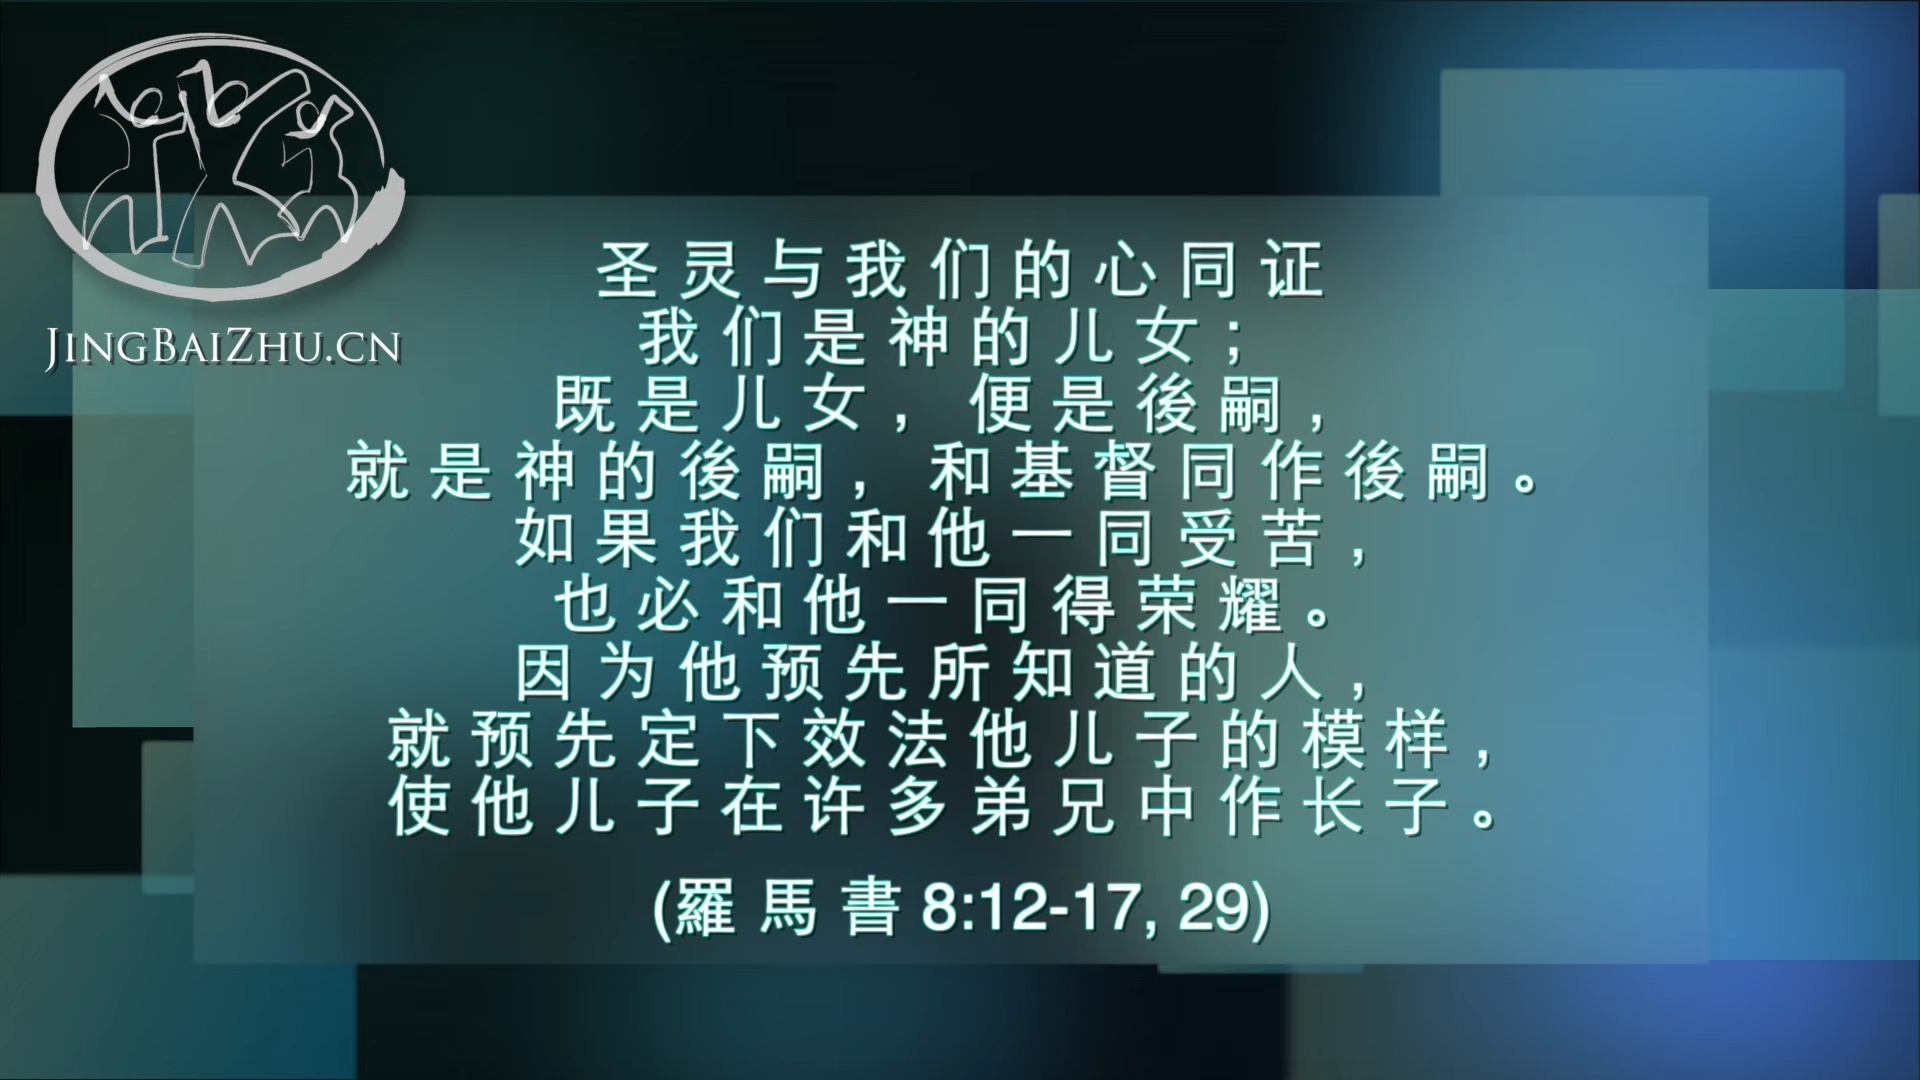 JINGBAIZHU.CN
圣灵与我们的心同证
我们是神的儿女；
既是儿女，便是後嗣，
就是神的後嗣，和基督同作後嗣。
如果我们和他一同受苦，
也必和他一同得荣耀。
因为他预先所知道的人，
就预先定下效法他儿子的模样，
使他儿子在许多弟兄中作长子。
(羅馬書 8:12-17, 29)